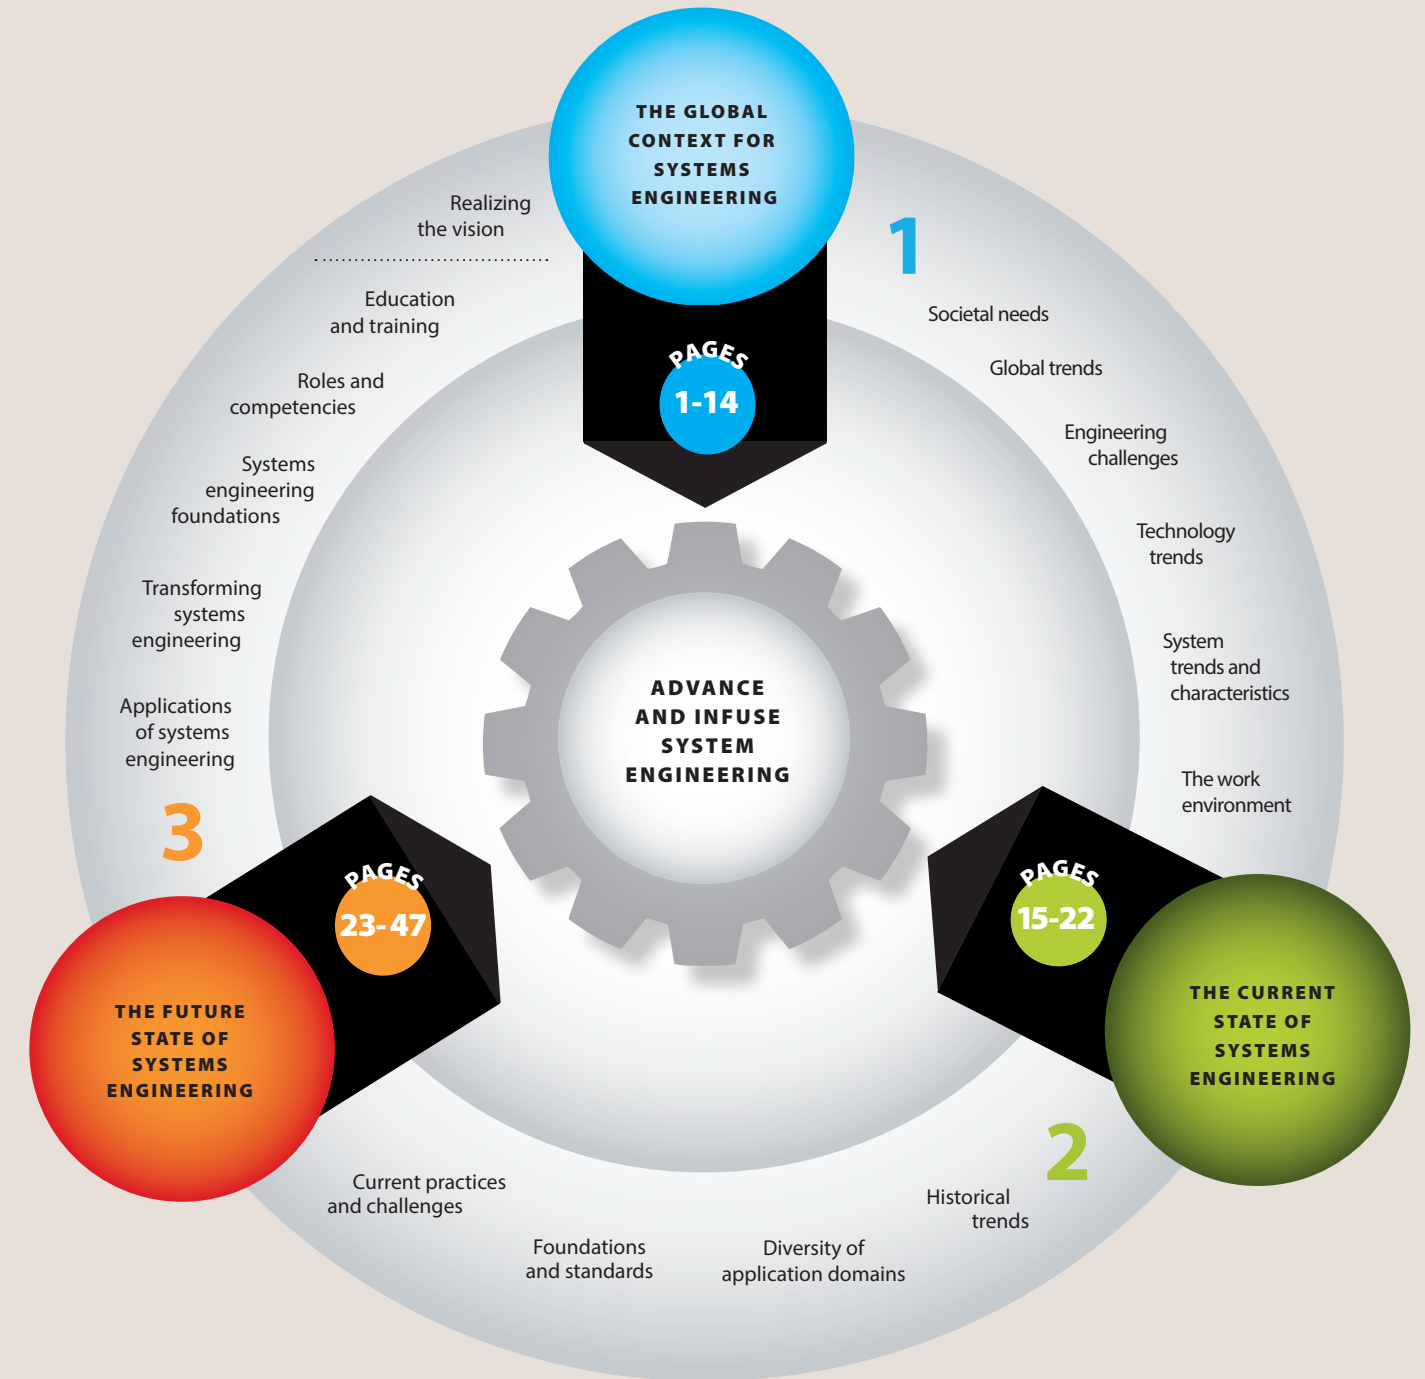 THE GLOBAL
CONTEXT FOR
SYSTEMS
ENGINEERING
PAGES
1-14
1
Societal needs
Global trends
Engineering
challenges
Technology
trends
System
trends and
characteristics
The work
environment
THE CURRENT
STATE OF
SYSTEMS
ENGINEERING
PAGES
15-22
2
Historical
trends
Diversity of
application domains
Foundations
and standards
Current practices
and challenges
THE FUTURE
STATE OF
SYSTEMS
ENGINEERING
PAGES
23-47
3
Applications
of systems
engineering
Transforming
systems
engineering
Systems
engineering
foundations
Roles and
competencies
Education
and training
Realizing
the vision
ADVANCE
AND INFUSE
SYSTEM
ENGINEERING